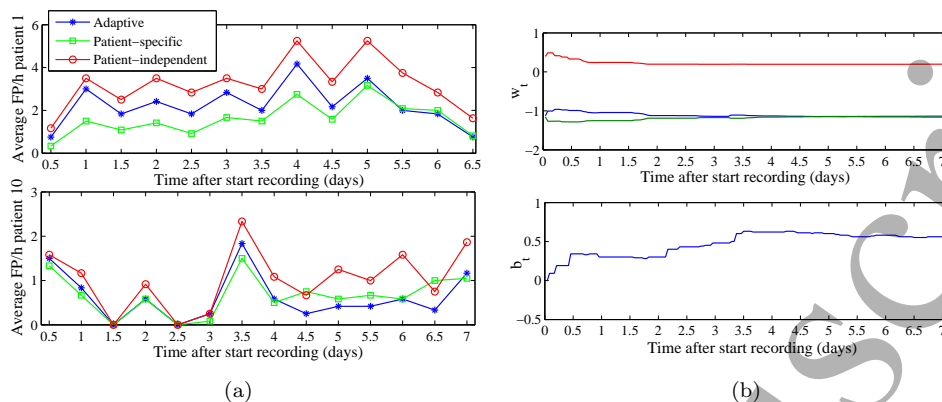 Average FP/h patient 1
6
4
2
0
Adaptive
Patient-specific
Patient-independent
0.5 1 1.5 2 2.5 3 3.5 4 4.5 5 5.5 6 6.5
Time after start recording (days)
Average FP/h patient 10
3
2
1
0
0.5 1 1.5 2 2.5 3 3.5 4 4.5 5 5.5 6 6.5 7
Time after start recording (days)
(a)
w_t
1
0
-1
-2
0 0.5 1 1.5 2 2.5 3 3.5 4 4.5 5 5.5 6 6.5 7
Time after start recording (days)
b_t
1
0.5
0
-0.5
0 0.5 1 1.5 2 2.5 3 3.5 4 4.5 5 5.5 6 6.5 7
Time after start recording (days)
(b)